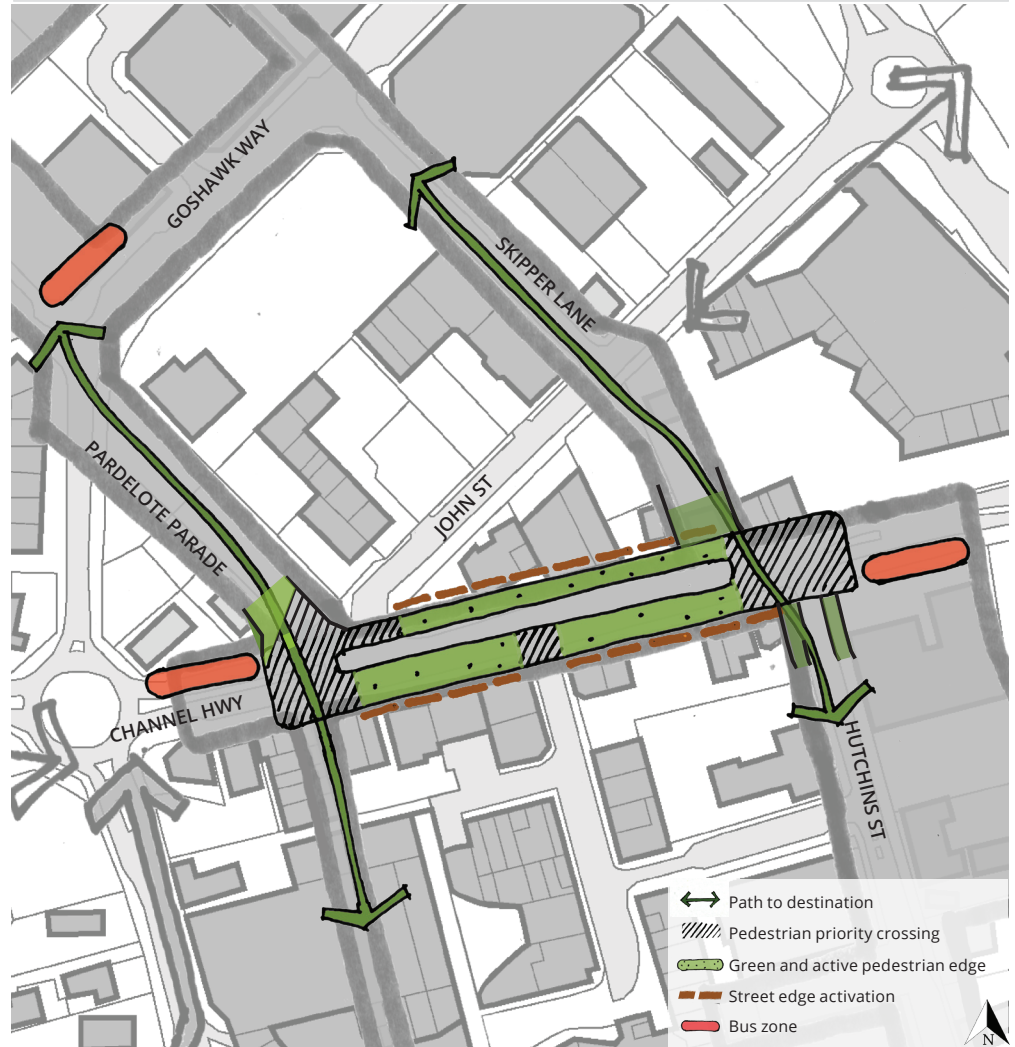 GOSHAWK WAY
SKIPPER LANE
PARDELOTE PARADE
JOHN ST
CHANNEL HWY
HUTCHINS ST
Path to destination
Pedestrian priority crossing
Green and active pedestrian edge
Street edge activation
Bus zone
N